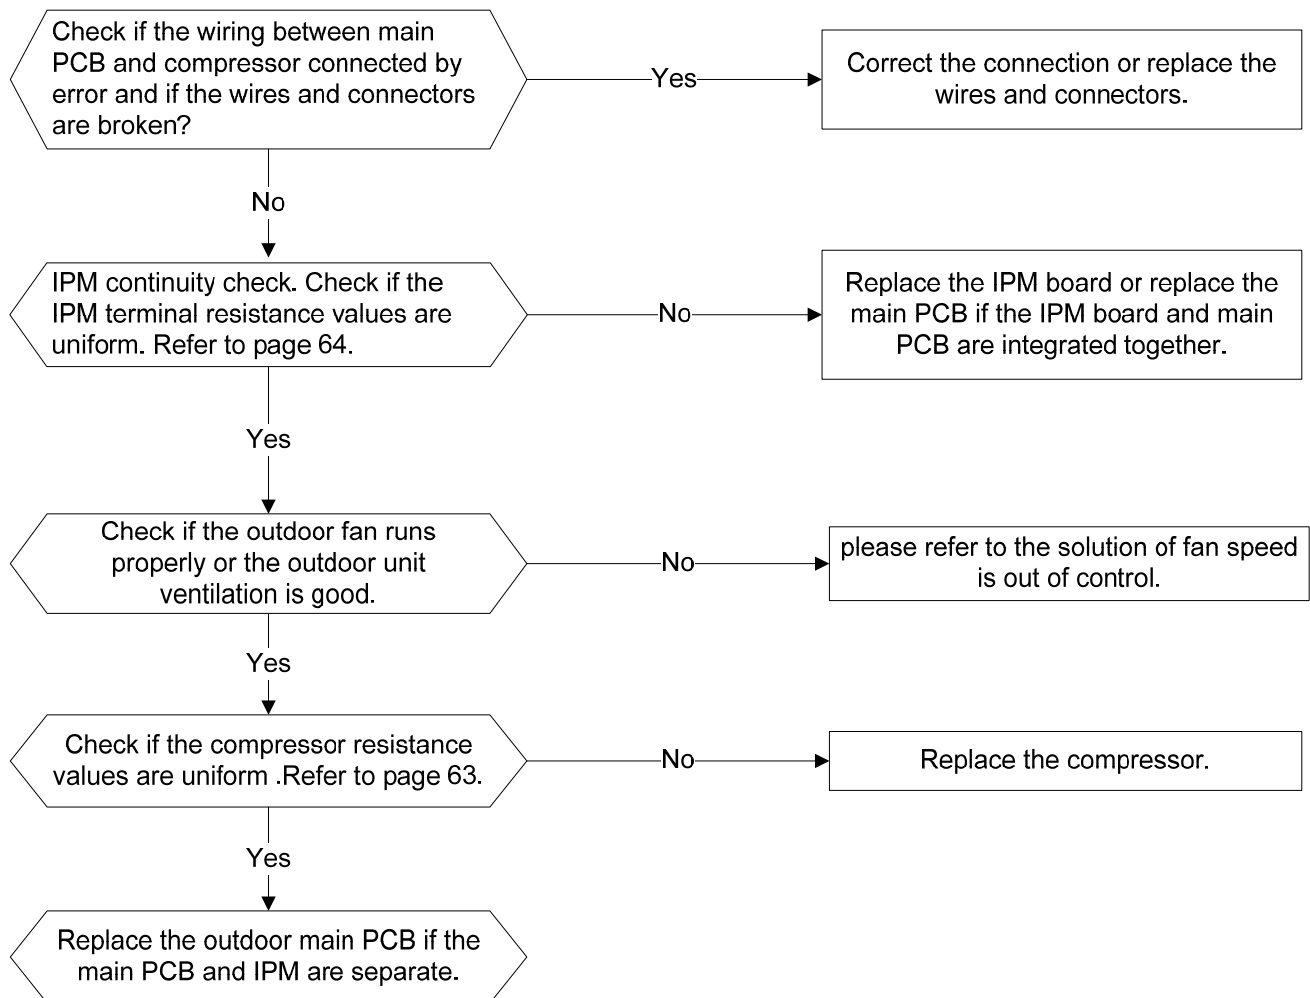 Check if the wiring between main
PCB and compressor connected by
error and if the wires and connectors
are broken?
Yes
Correct the connection or replace the
wires and connectors.
No
IPM continuity check. Check if the
IPM terminal resistance values are
uniform. Refer to page 64.
No
Replace the IPM board or replace the
main PCB if the IPM board and main
PCB are integrated together.
Yes
Check if the outdoor fan runs
properly or the outdoor unit
ventilation is good.
No
please refer to the solution of fan speed
is out of control.
Yes
Check if the compressor resistance
values are uniform .Refer to page 63.
No
Replace the compressor.
Yes
Replace the outdoor main PCB if the
main PCB and IPM are separate.